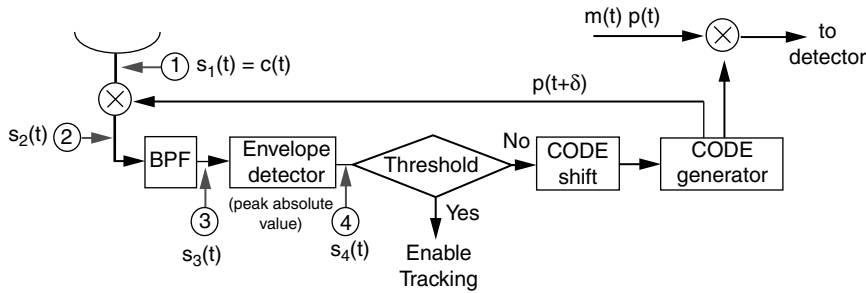 m(t) p(t)
to
detector
1
s1(t) = c(t)
p(t+δ)
s2(t)
2
BPF
Envelope
detector
(peak absolute
value)
Threshold
No
CODE
shift
CODE
generator
3
s3(t)
4
s4(t)
Yes
Enable
Tracking